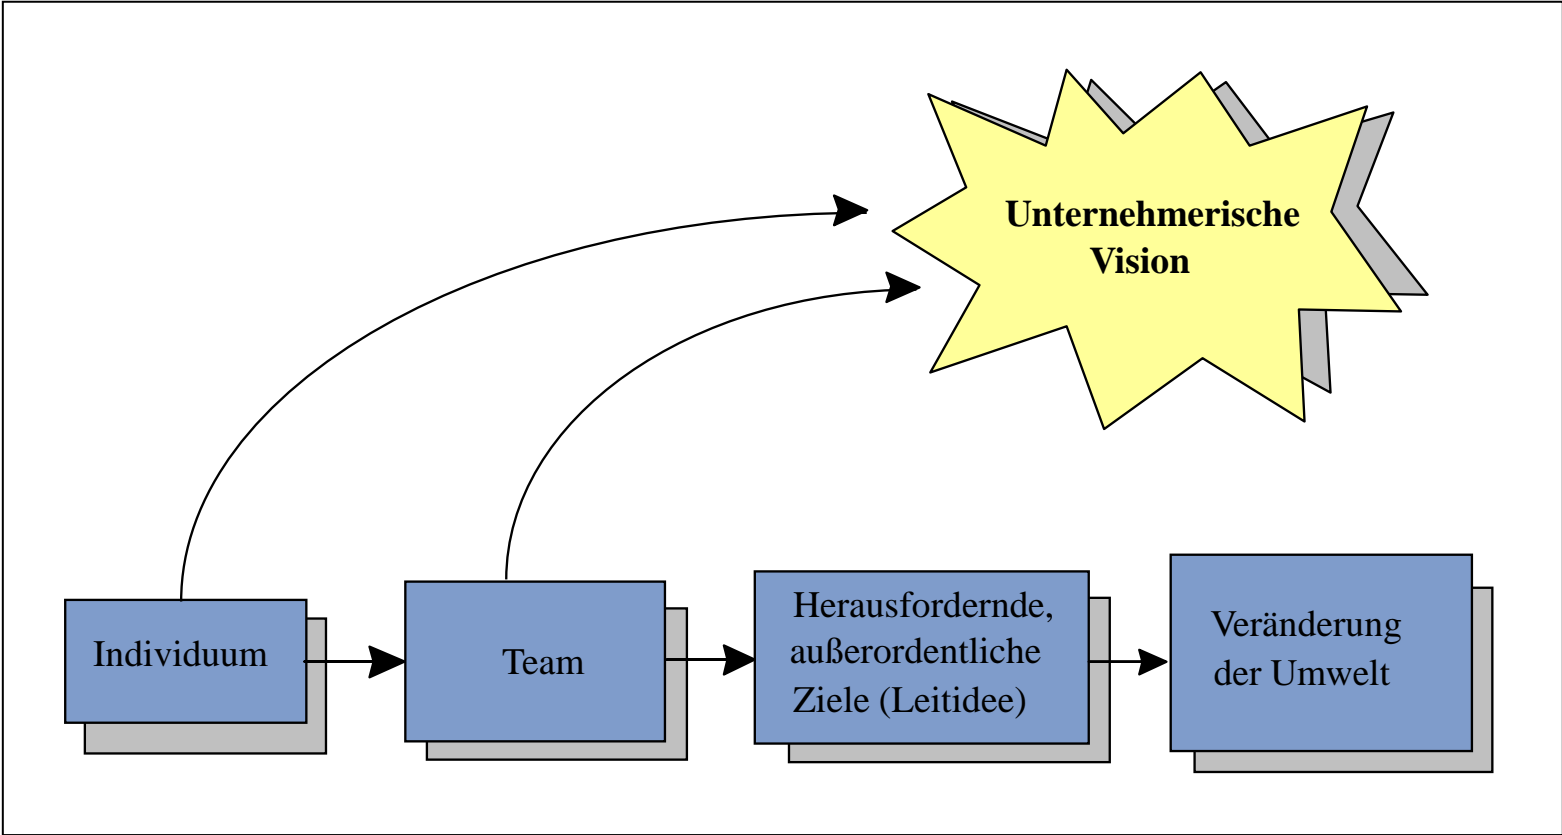 Unternehmerische
Vision
Individuum
Team
Herausfordernde,
außerordentliche
Ziele (Leitidee)
Veränderung
der Umwelt